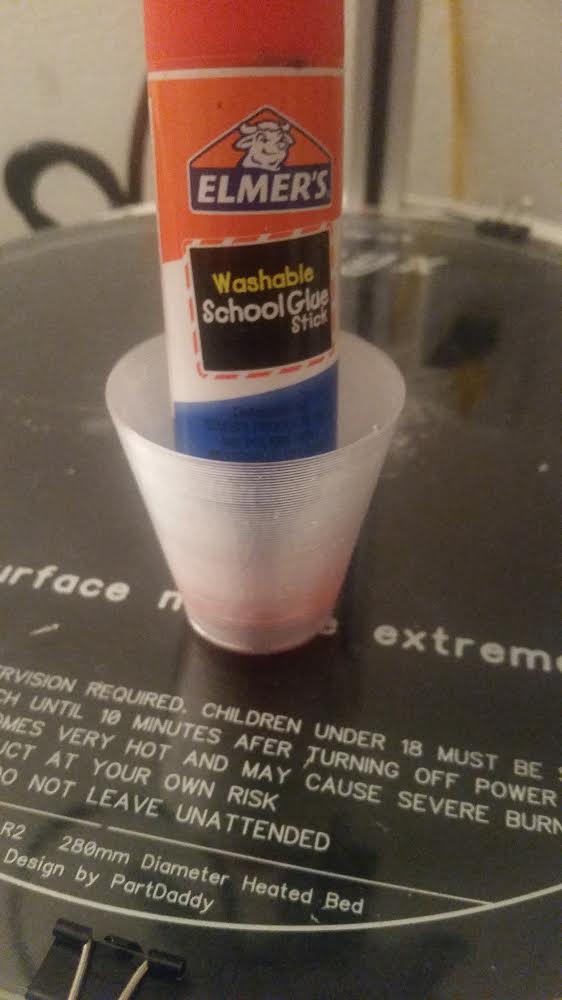 ELMER'S
Washable
School Glue
Stick
urface
extreme
ERVISION REQUIRED. CHILDREN UNDER 18 MUST BE
CH UNTIL 10 MINUTES AFER TURNING OFF POWER
OMES VERY HOT AND MAY CAUSE SEVERE BURN
UCT AT YOUR OWN RISK
DO NOT LEAVE UNATTENDED
R2 280mm Diameter Heated Bed
Design by PartDaddy